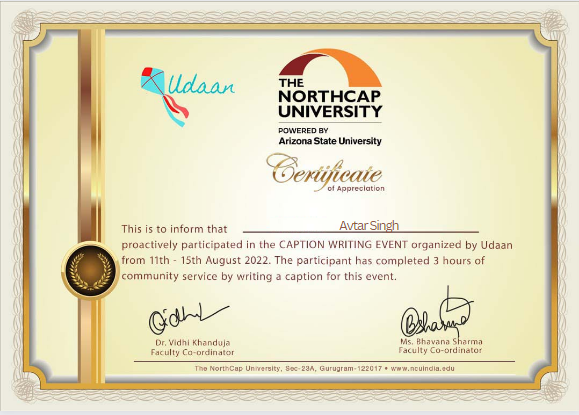 Udaan
THE
NORTHCAP
UNIVERSITY
POWERED BY
Arizona State University
Certificate
of Appreciation
This is to inform that Avtar Singh
proactively participated in the CAPTION WRITING EVENT organized by Udaan
from 11th - 15th August 2022. The participant has completed 3 hours of
community service by writing a caption for this event.
Vidhi
BSharma
Dr. Vidhi Khanduja
Faculty Co-ordinator
Ms. Bhavana Sharma
Faculty Co-ordinator
The NorthCap University, Sec-23A, Gurugram-122017 • www.ncuindia.edu